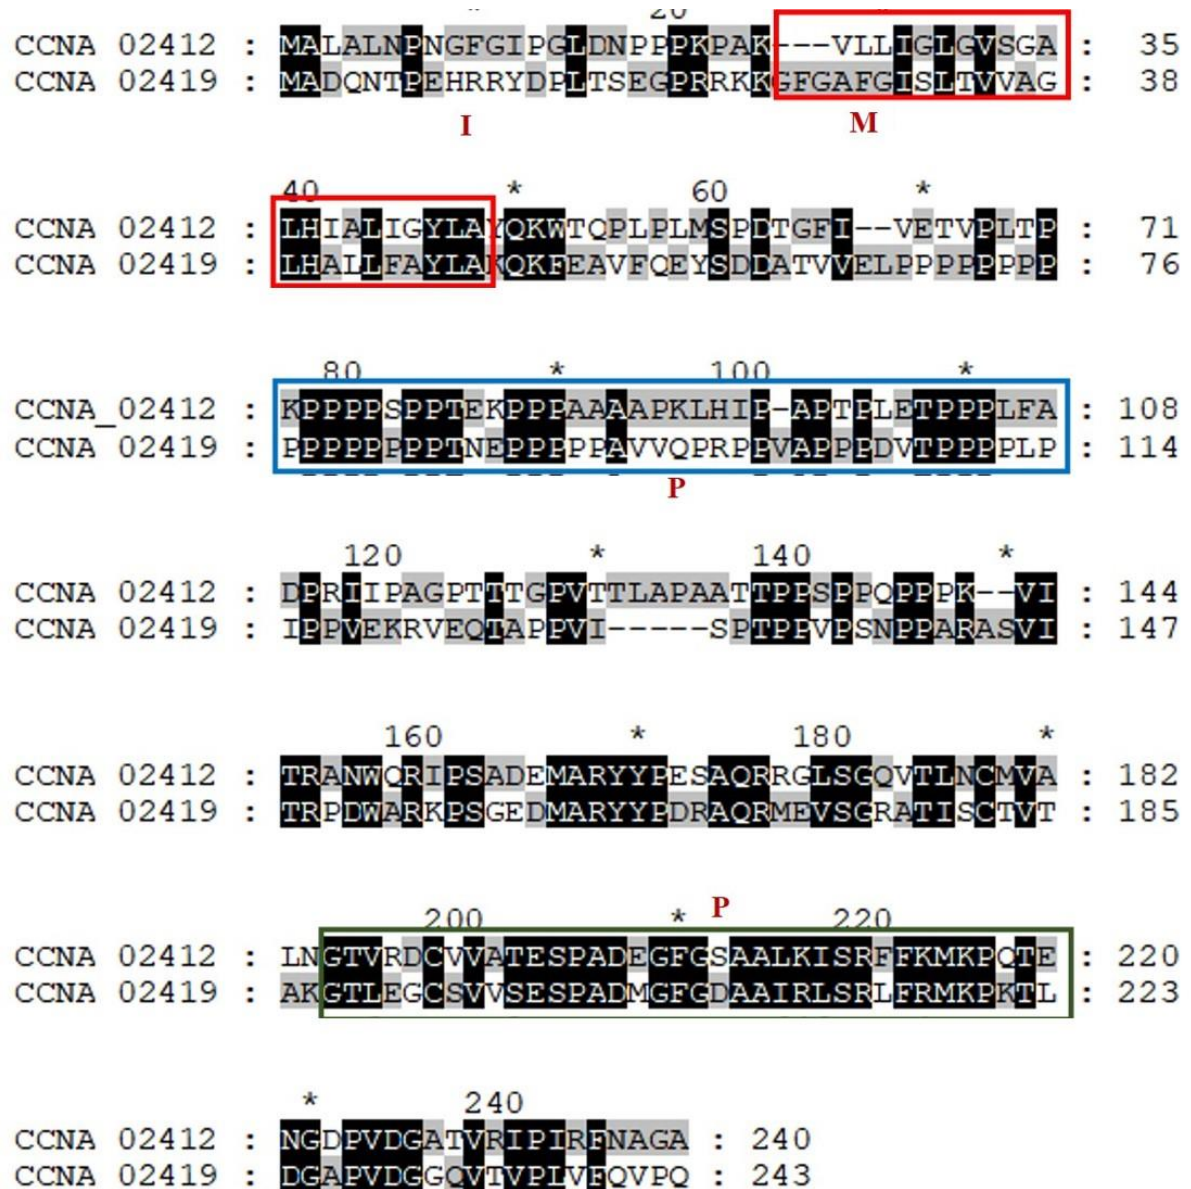 * 20 *
CCNA 02412 : MALALNPNGFGIPGLDNPPPKPAK---VLLIGLGVSGA : 35
CCNA 02419 : MADQNTPEHRRYDPLTSEGPRRKKGFGAFGISLTVVAG : 38
I M
40 * 60 *
CCNA 02412 : LHIALIGYLAYQKWTQPLPLMSPDTGFI--VETVPLTP : 71
CCNA 02419 : LHALLFAYLAKQKFEAVFQEYSDDATVVELPPPPPPPP : 76
80 * 100 *
CCNA_02412 : KPPPPSPPTEKPPPAAAAPKLHIP-APTPLETPPPLFA : 108
CCNA 02419 : PPPPPPPPTNEPPPPPAVVQPRPPVAPPPDVTPPPPLP : 114
P
120 * 140 *
CCNA 02412 : DPRIIPAGPTTTGPVTTLAPAATTPPSPPQPPPK--VI : 144
CCNA 02419 : IPPVEKRVEQTAPPVI-----SPTPPVPSNPPARASVI : 147
160 * 180 *
CCNA 02412 : TRANWQRIPSADEMARYYPESAQRRGLSGQVTLNCMVA : 182
CCNA 02419 : TRPDWARKPSGEDMARYYPDRAQRMEVSGRATISCTVT : 185
200 * P 220
CCNA 02412 : LNGTVRDCVVATESPADEGFGSAALKISRFFKMKPQTE : 220
CCNA 02419 : AKGTLEGCSVVSESPADMGFGDAAIRLSRLFRMKPKTL : 223
* 240
CCNA 02412 : NGDPVDGATVRIPIRFNAGA : 240
CCNA 02419 : DGAPVDGGQVTVPLVFQVPQ : 243